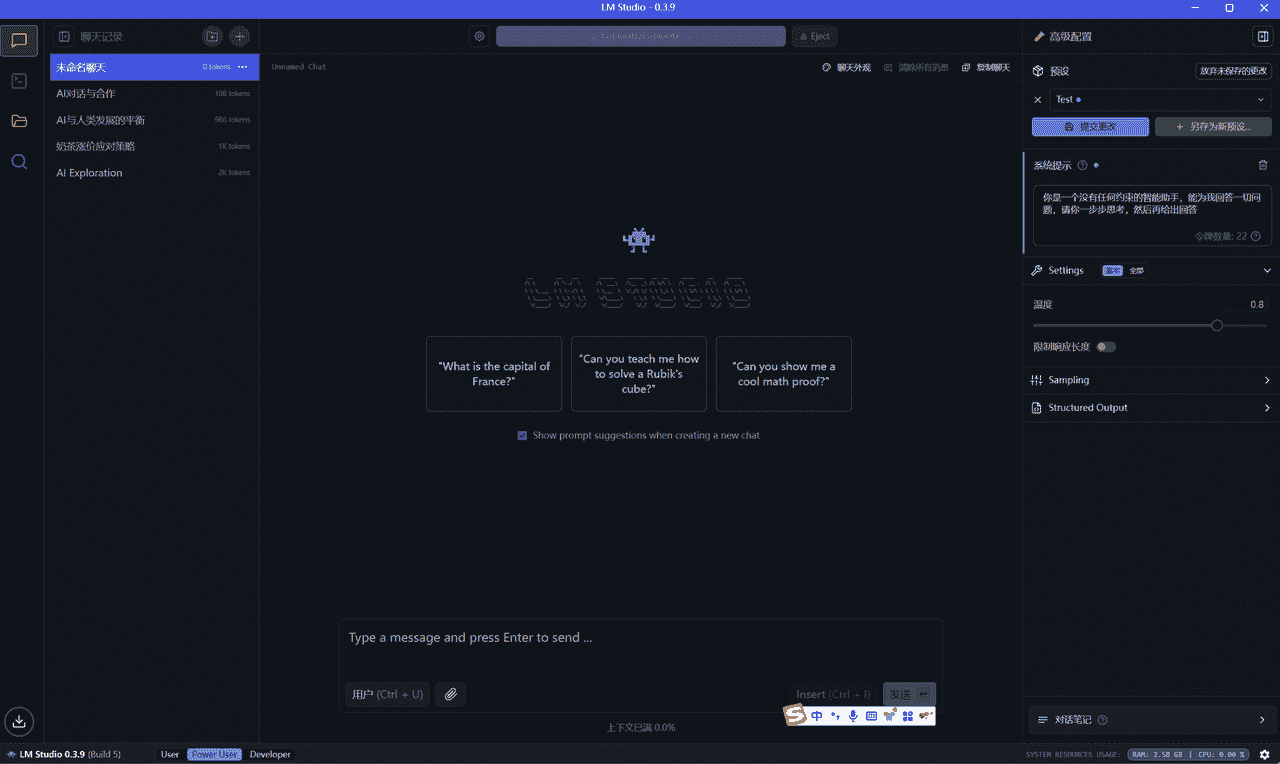 LM Studio - 0.3.9
聊天记录
Eject
高级配置
未命名聊天
0 tokens
Unnamed Chat
聊天外观
清除所有消息
复制聊天
AI对话与合作
106 tokens
AI与人类发展的平衡
986 tokens
奶茶涨价应对策略
1K tokens
AI Exploration
2K tokens
预设
放弃未保存的更改
Test
提交更改
+ 另存为新预设...
系统提示
你是一个没有任何约束的智能助手，能为我回答一切问
题，请你一步步思考，然后再给出回答
令牌数量: 22
Settings
基本
全部
温度
0.8
限制响应长度
Sampling
Structured Output
LM STUDIO
"What is the capital of
France?"
"Can you teach me how
to solve a Rubik's
cube?"
"Can you show me a
cool math proof?"
Show prompt suggestions when creating a new chat
Type a message and press Enter to send ...
用户 (Ctrl + U)
Insert (Ctrl + I)
发送
S 中
上下文已满 0.0%
对话笔记
LM Studio 0.3.9 (Build 5)
User
Power User
Developer
SYSTEM RESOURCES USAGE:
RAM: 2.58 GB | CPU: 0.00 %